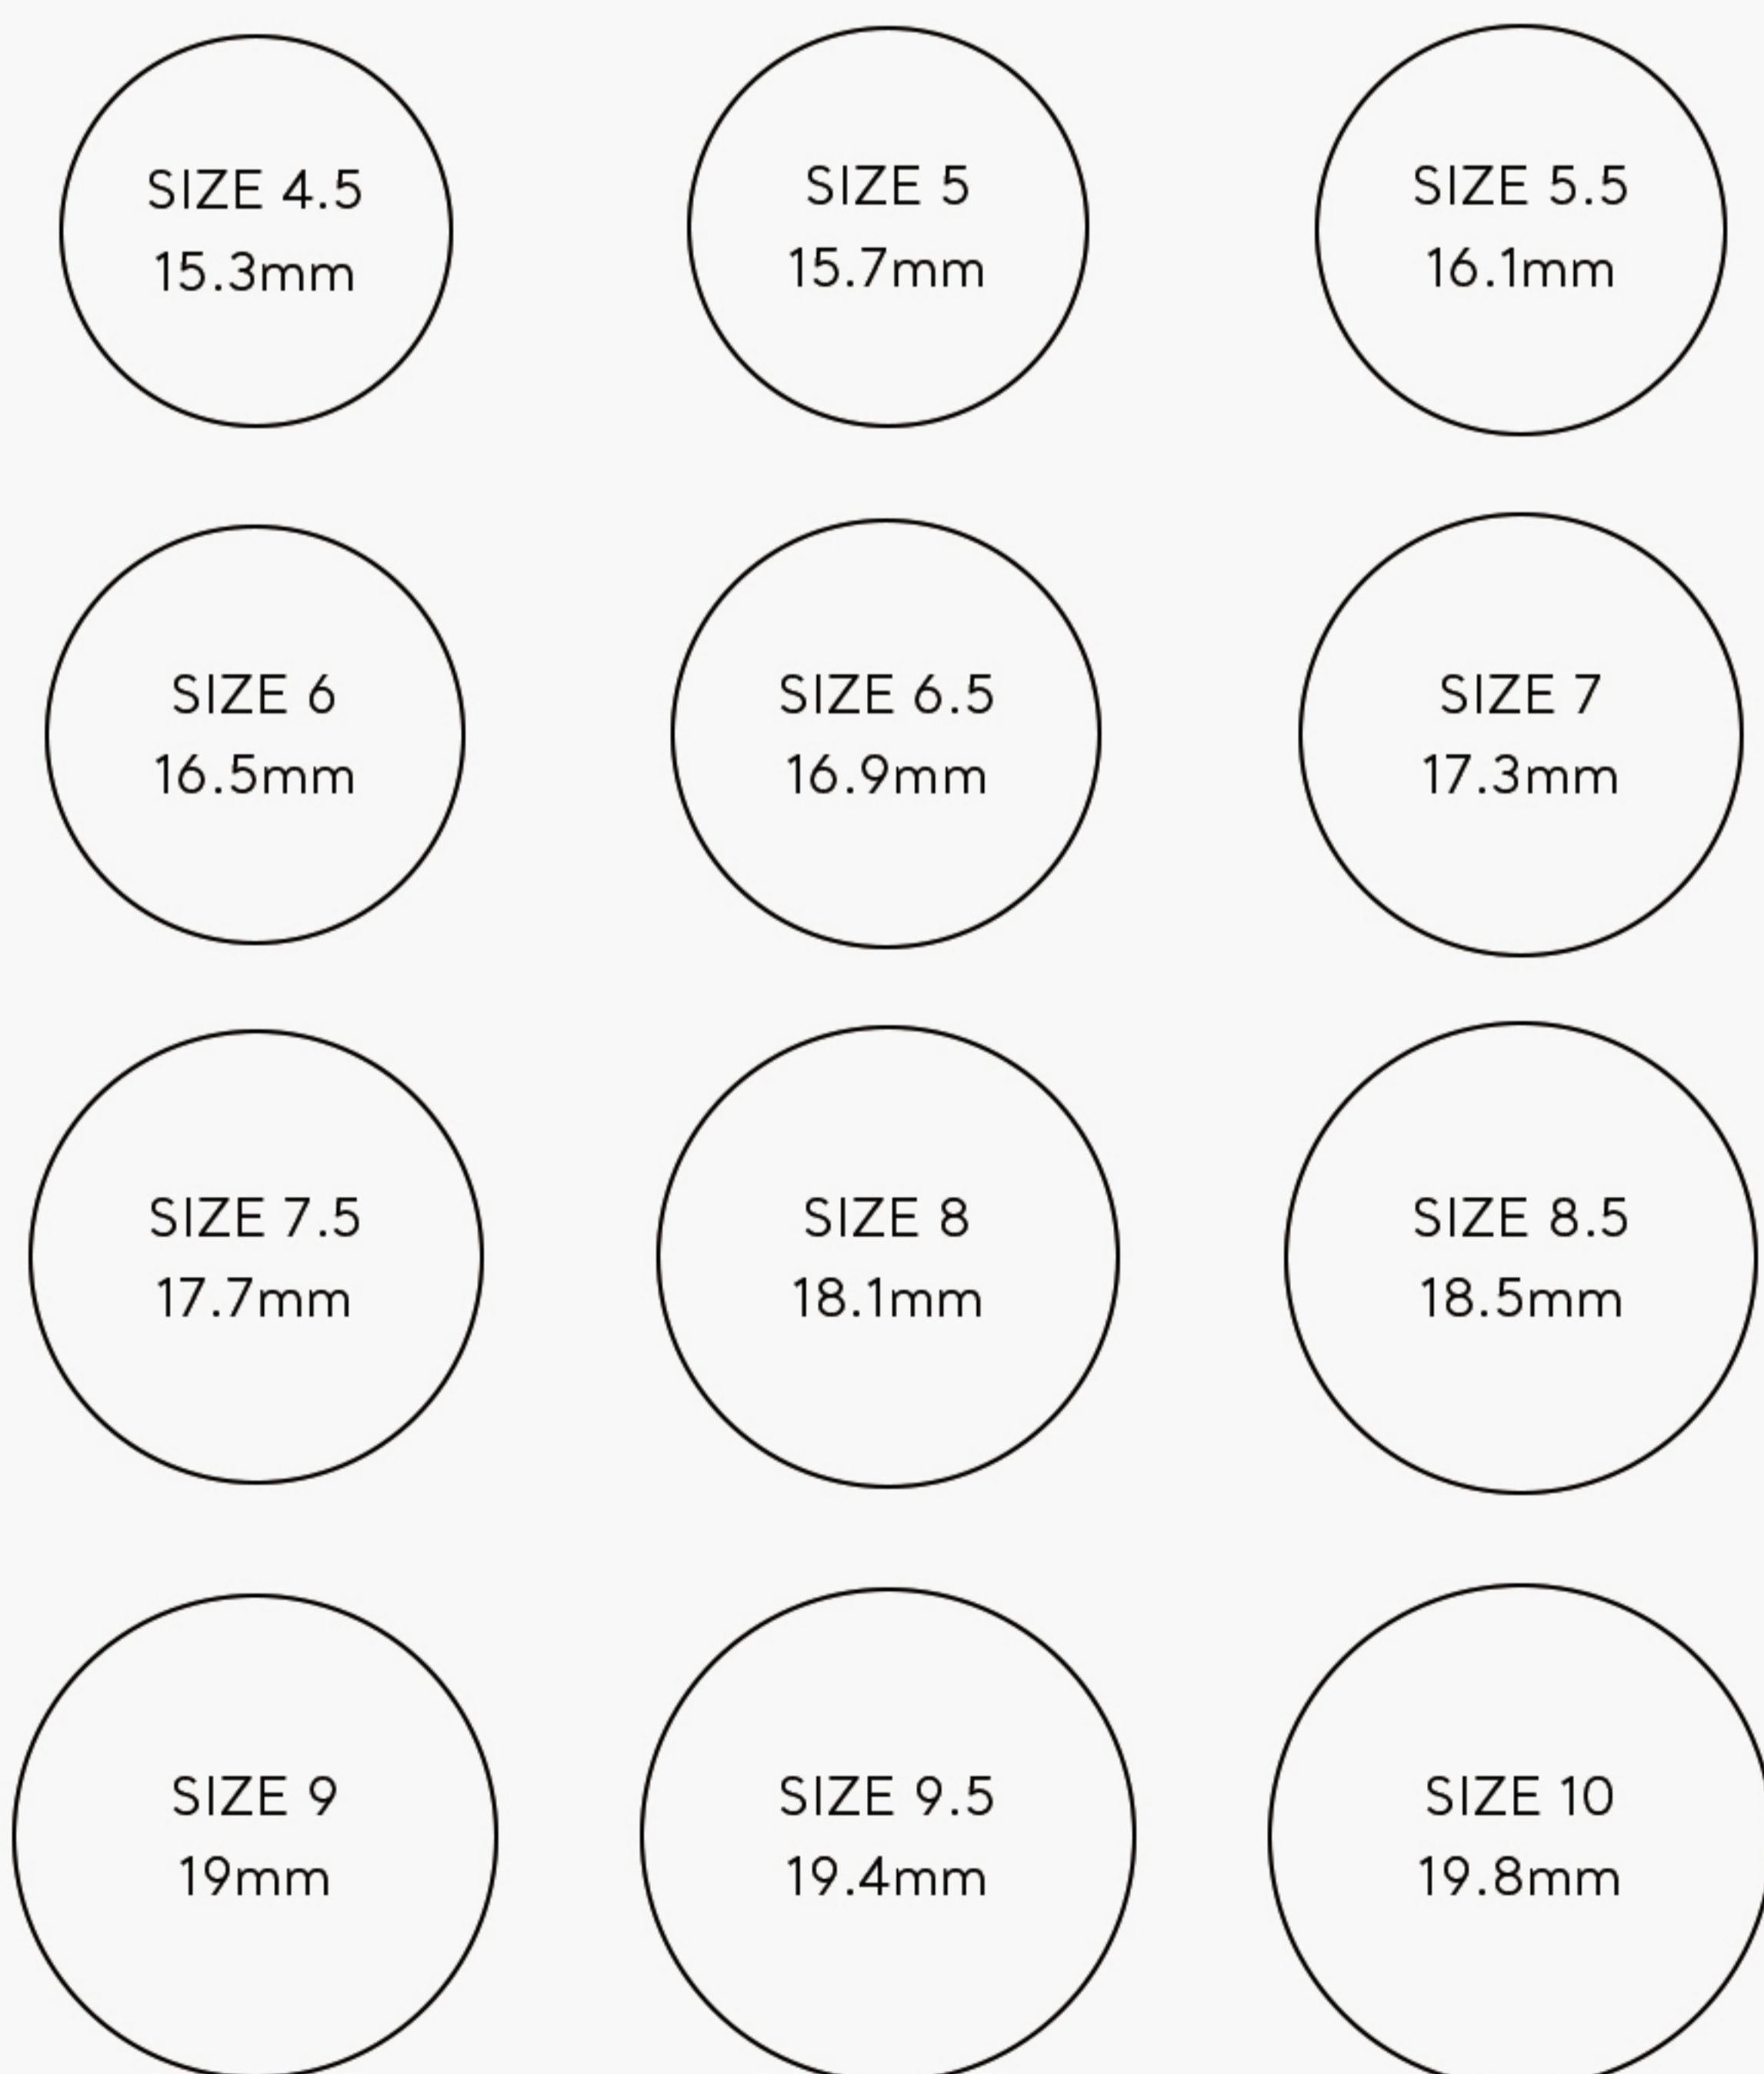 SIZE 4.5
15.3mm
SIZE 5
15.7mm
SIZE 5.5
16.1mm
SIZE 6
16.5mm
SIZE 6.5
16.9mm
SIZE 7
17.3mm
SIZE 7.5
17.7mm
SIZE 8
18.1mm
SIZE 8.5
18.5mm
SIZE 9
19mm
SIZE 9.5
19.4mm
SIZE 10
19.8mm